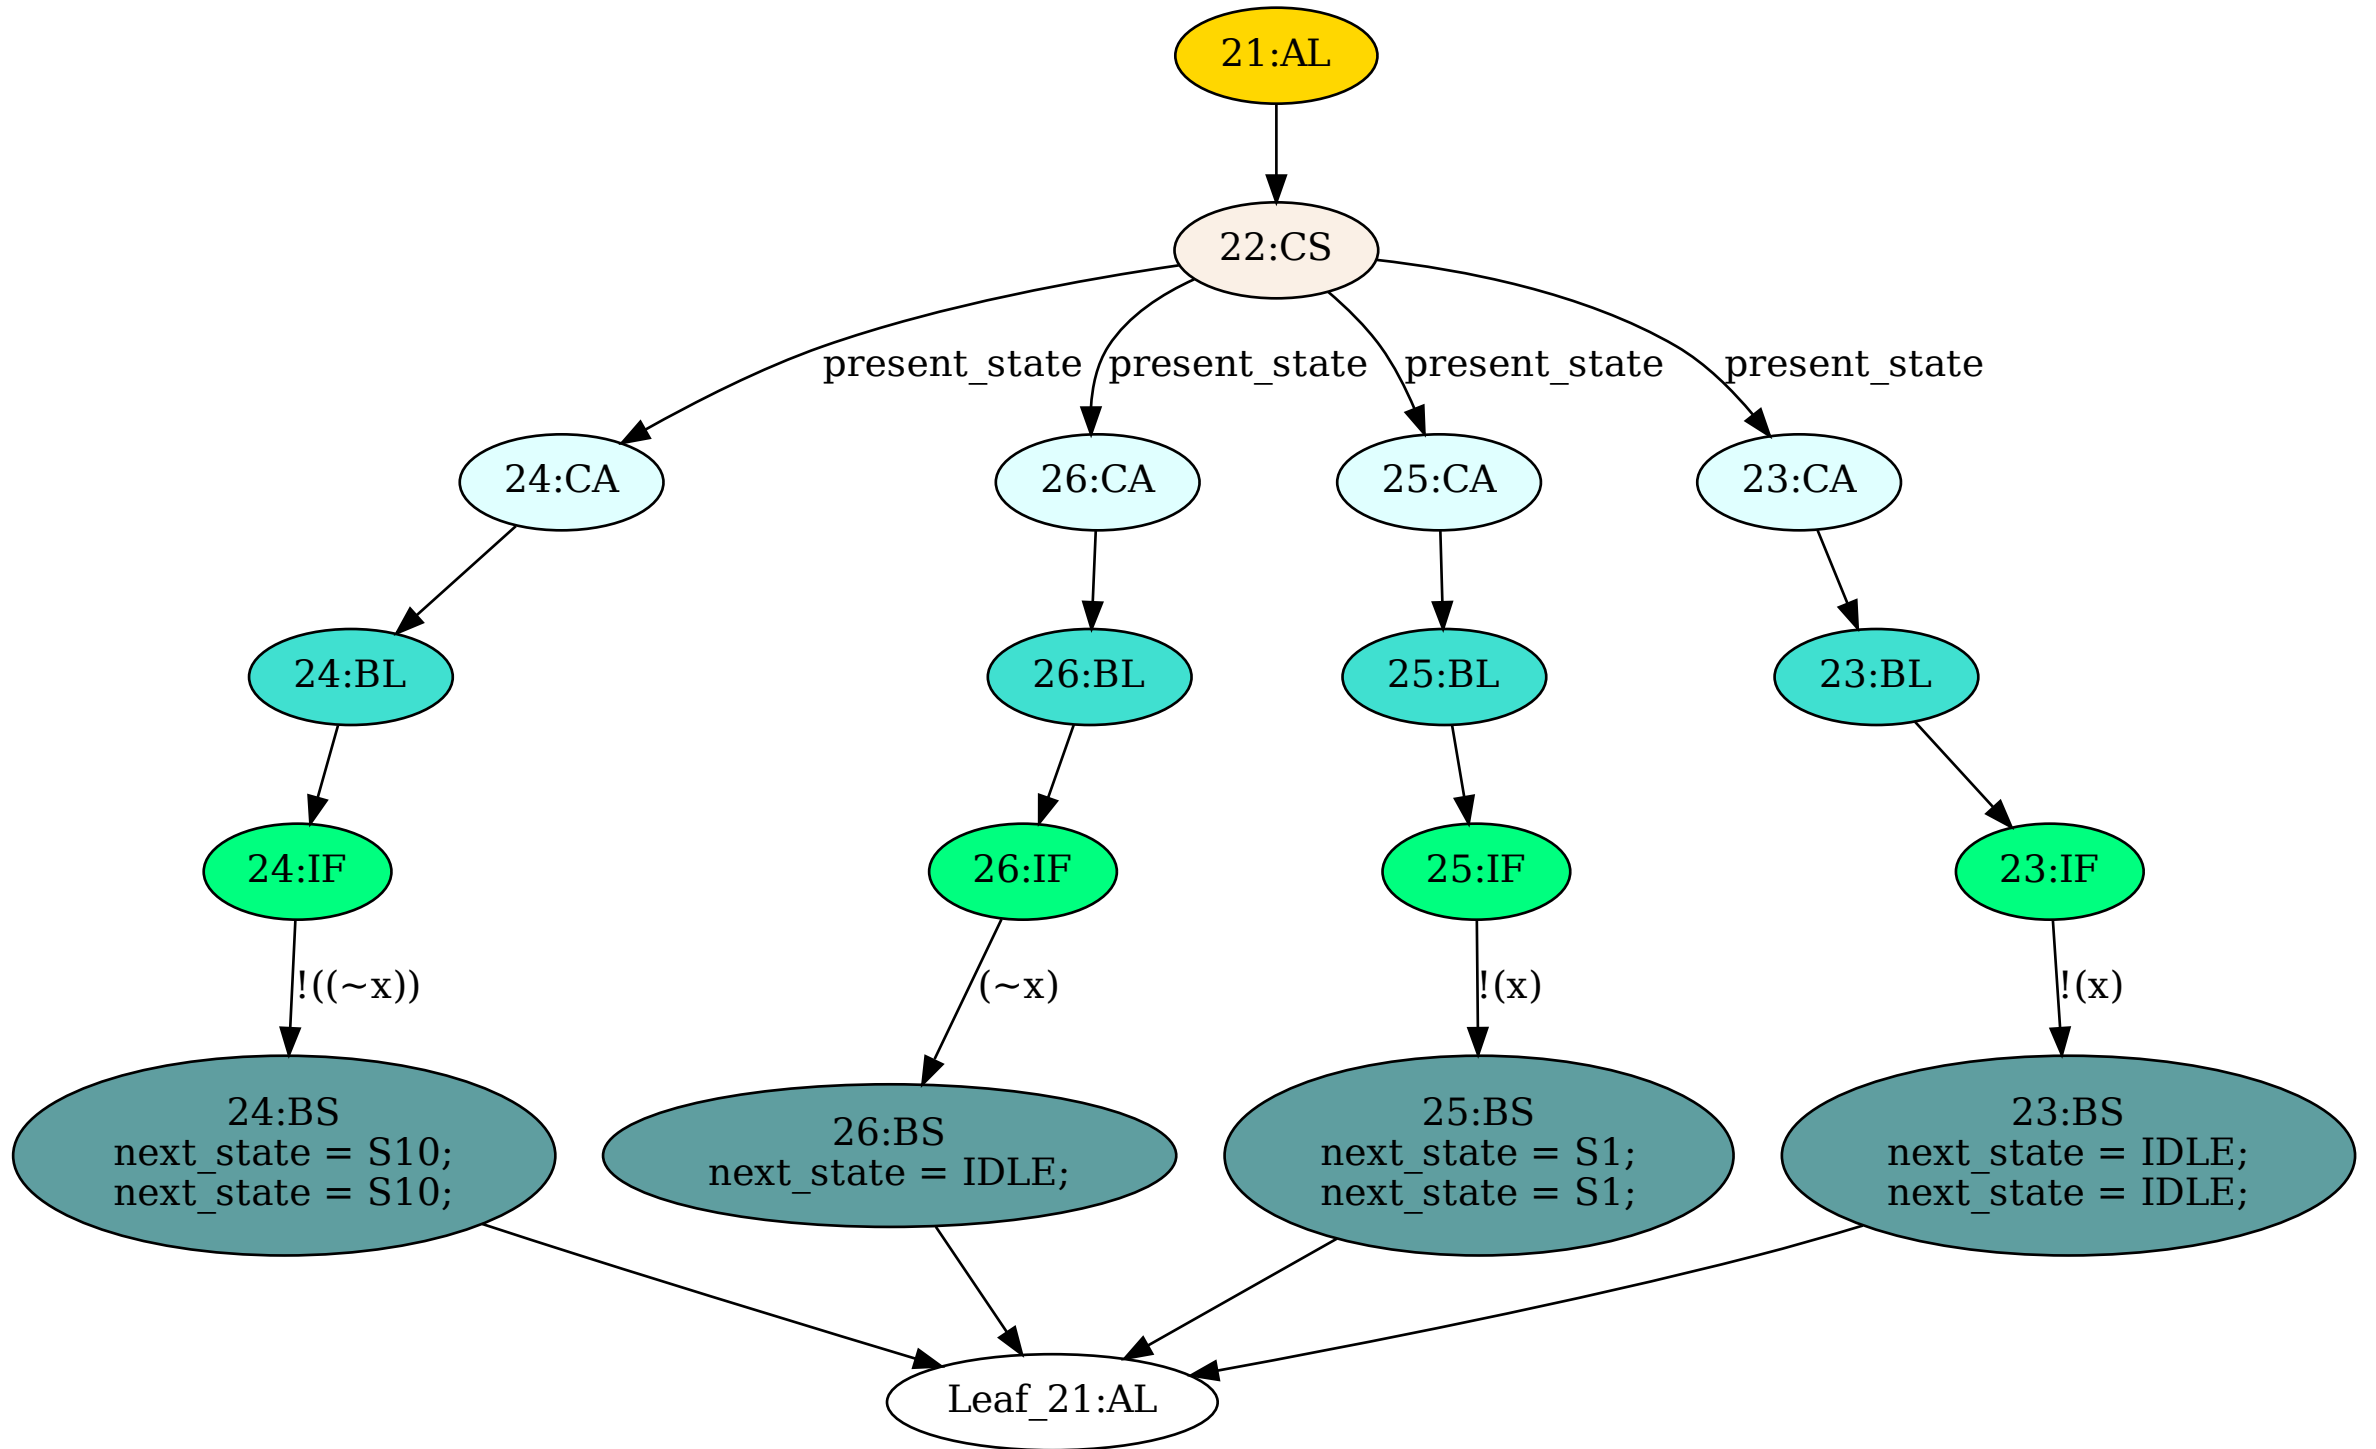 21:AL
22:CS
present_state
present_state
present_state
present_state
24:CA
26:CA
25:CA
23:CA
24:BL
26:BL
25:BL
23:BL
24:IF
26:IF
25:IF
23:IF
!((~x))
(~x)
!(x)
!(x)
24:BS
next_state = S10;
next_state = S10;
26:BS
next_state = IDLE;
25:BS
next_state = S1;
next_state = S1;
23:BS
next_state = IDLE;
next_state = IDLE;
Leaf_21:AL